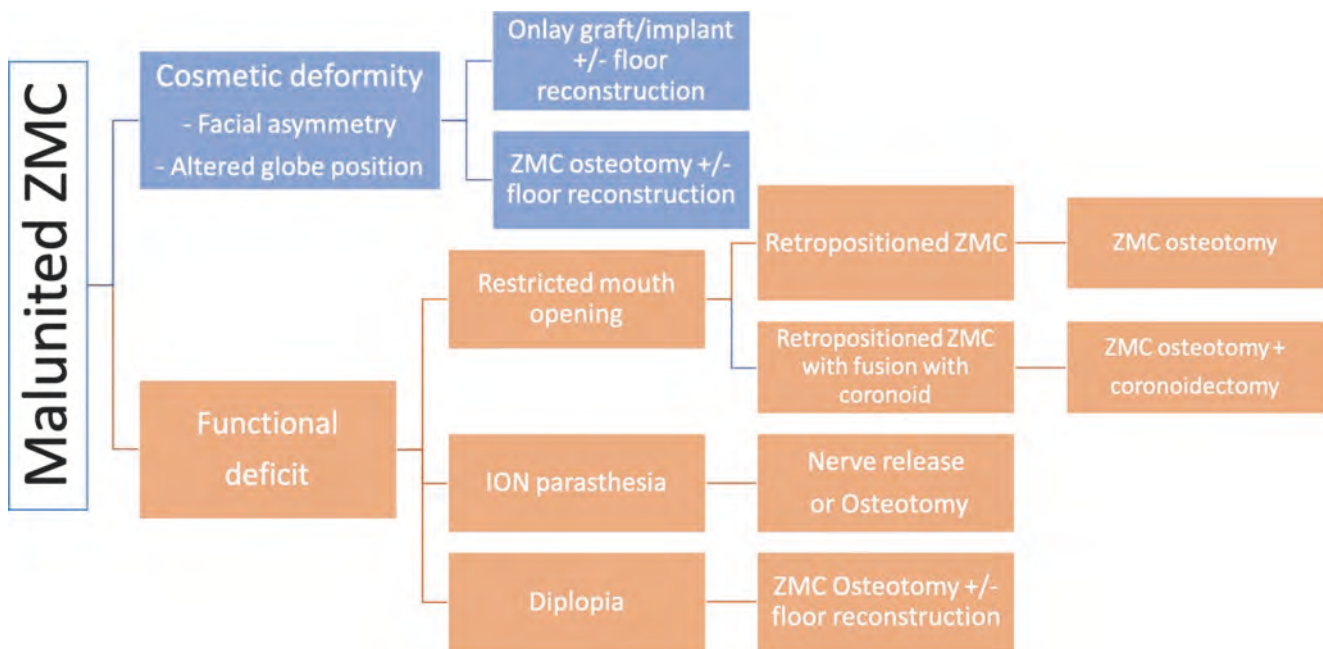 Malunited ZMC
Cosmetic deformity
- Facial asymmetry
- Altered globe position
Onlay graft/implant
+/- floor
reconstruction
ZMC osteotomy +/-
floor reconstruction
Functional
deficit
Restricted mouth
opening
Retropositioned ZMC
ZMC osteotomy
Retropositioned ZMC
with fusion with
coronoid
ZMC osteotomy +
coronoidectomy
ION parasthesia
Nerve release
or Osteotomy
Diplopia
ZMC Osteotomy +/-
floor reconstruction